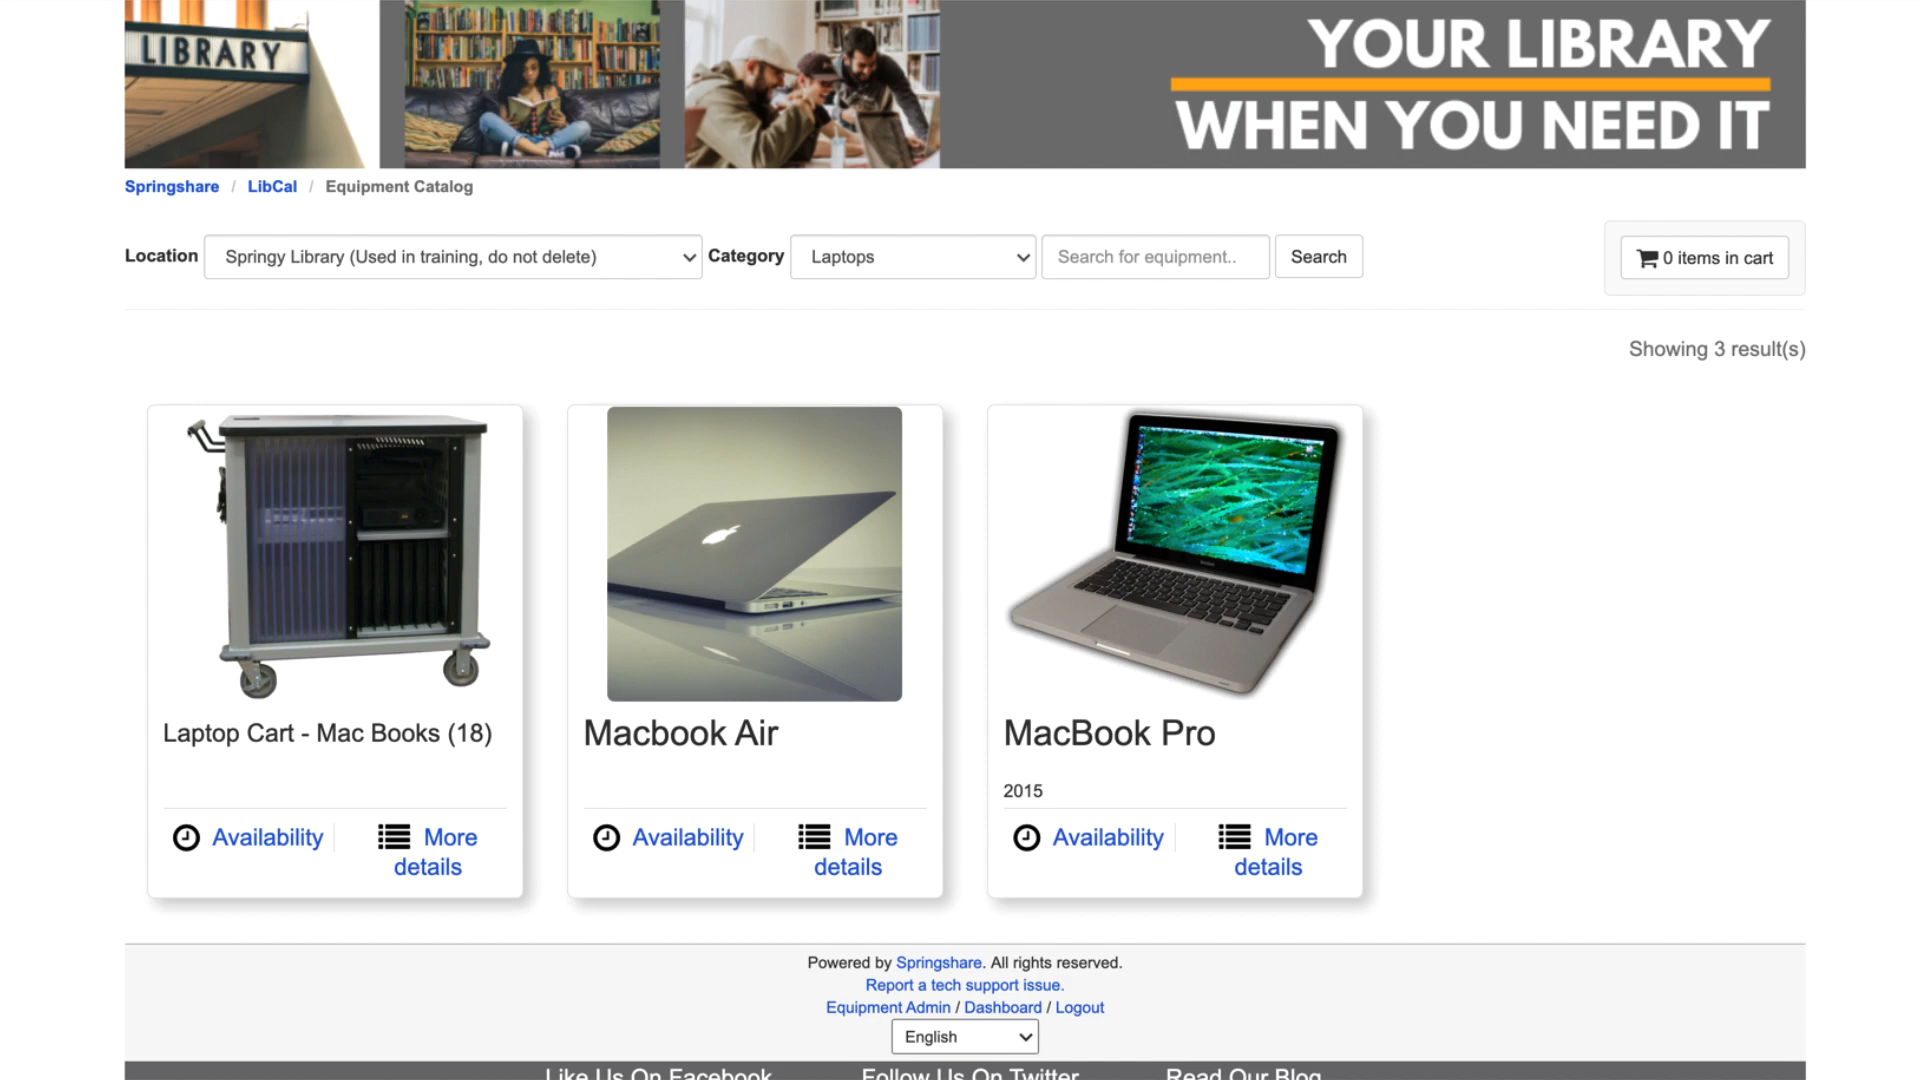 LIBRARY
YOUR LIBRARY
WHEN YOU NEED IT
Springshare / LibCal / Equipment Catalog
Location Springy Library (Used in training, do not delete) Category Laptops Search for equipment.. Search 0 items in cart
Showing 3 result(s)
Laptop Cart - Mac Books (18)
Availability More details
Macbook Air
Availability More details
MacBook Pro
2015
Availability More details
Powered by Springshare. All rights reserved.
Report a tech support issue.
Equipment Admin / Dashboard / Logout
English
Like Us On Facebook Follow Us On Twitter Read Our Blog